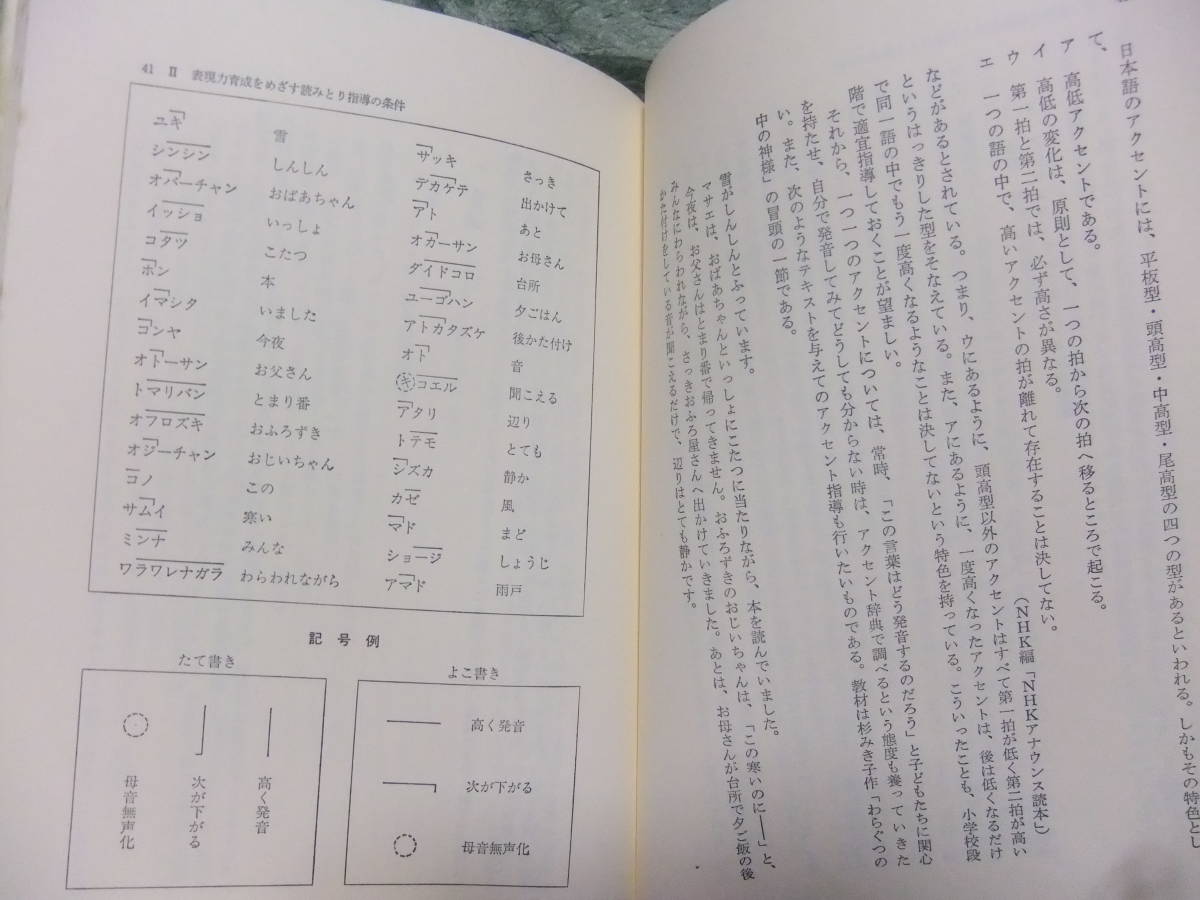 日本語のアクセントには、平板型・頭高型・中高型・尾高型の四つの型があるといわれる。しかもその特色とし
て、
ア　高低アクセントである。
イ　高低の変化は、原則として、一つの拍から次の拍へ移るところで起こる。
ウ　第一拍と第二拍では、必ず高さが異なる。
エ　一つの語の中で、高いアクセントの拍が離れて存在することは決してない。
（NHK編「NHKアナウンス読本」）
などがあるとされている。つまり、ウにあるように、頭高型以外のアクセントはすべて第一拍が低く第二拍が高い
というはっきりした型をそなえている。また、アにあるように、一度高くなったアクセントは、後は低くなるだけ
で同一語の中でもう一度高くなるようなことは決してないという特色を持っている。こういったことも、小学校段
階で適宜指導しておくことが望ましい。
それから、一つ一つのアクセントについては、常時、「この言葉はどう発音するのだろう」と子どもたちに関心
を持たせ、自分で発音してみてどうしても分からない時は、アクセント辞典で調べるという態度も養っていきた
い。また、次のようなテキストを与えてのアクセント指導も行いたいものである。教材は杉みき子作「わらぐつの
中の神様」の冒頭の一節である。
雪がしんしんとふっています。
マサエは、おばあちゃんといっしょにこたつに当たりながら、本を読んでいました。
今夜は、お父さんはとまり番で帰ってきません。おふろずきのおじいちゃんは、「この寒いのに――」と、
みんなにわらわれながら、さっきおふろ屋さんへ出かけていきました。あとは、お母さんが台所で夕ご飯の後
かた付けをしている音が聞こえるだけで、辺りはとても静かです。
41　Ⅱ　表現力育成をめざす読みとり指導の条件
ユキ　雪
シンシン　しんしん
オバーチャン　おばあちゃん
イッショ　いっしょ
コタツ　こたつ
ホン　本
イマシタ　いました
コンヤ　今夜
オトーサン　お父さん
トマリバン　とまり番
オフロズキ　おふろずき
オジーチャン　おじいちゃん
コノ　この
サムイ　寒い
ミンナ　みんな
ワラワレナガラ　わらわれながら
サッキ　さっき
デカケテ　出かけて
アト　あと
オカーサン　お母さん
ダイドコロ　台所
ユーゴハン　夕ごはん
アトカタズケ　後かた付け
オト　音
キコエル　聞こえる
アタリ　辺り
トテモ　とても
シズカ　静か
カゼ　風
マド　まど
ショージ　しょうじ
アマド　雨戸
記号例
たて書き
高く発音
次が下がる
母音無声化
よこ書き
高く発音
次が下がる
母音無声化